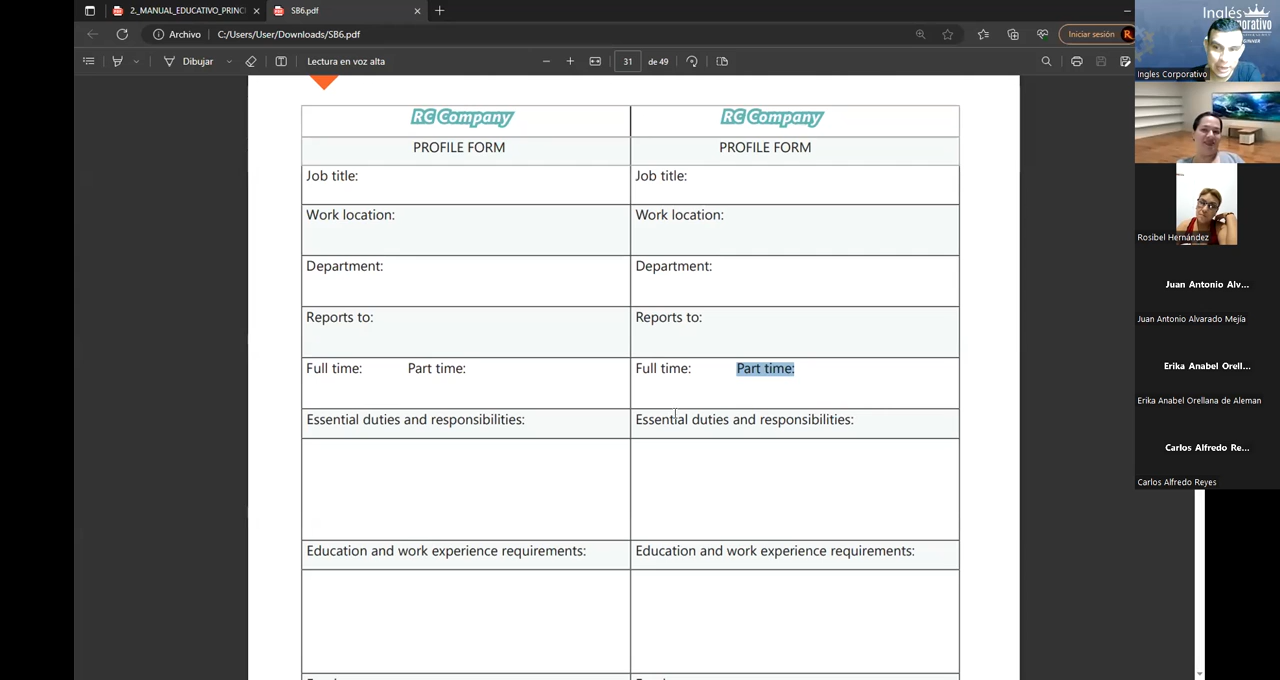 2._MANUAL_EDUCATIVO_PRINCI
SB6.pdf
Archivo
C:/Users/User/Downloads/SB6.pdf
Iniciar sesión
R
Dibujar
Lectura en voz alta
31
de 49
RC Company
RC Company
PROFILE FORM
PROFILE FORM
Job title:
Job title:
Work location:
Work location:
Department:
Department:
Reports to:
Reports to:
Full time: Part time:
Full time: Part time:
Essential duties and responsibilities:
Essential duties and responsibilities:
Education and work experience requirements:
Education and work experience requirements:
Inglés
Ingles Corporativo
Rosibel Hernández
Juan Antonio Alv...
Juan Antonio Alvarado Mejía
Erika Anabel Orell...
Erika Anabel Orellana de Aleman
Carlos Alfredo Re...
Carlos Alfredo Reyes